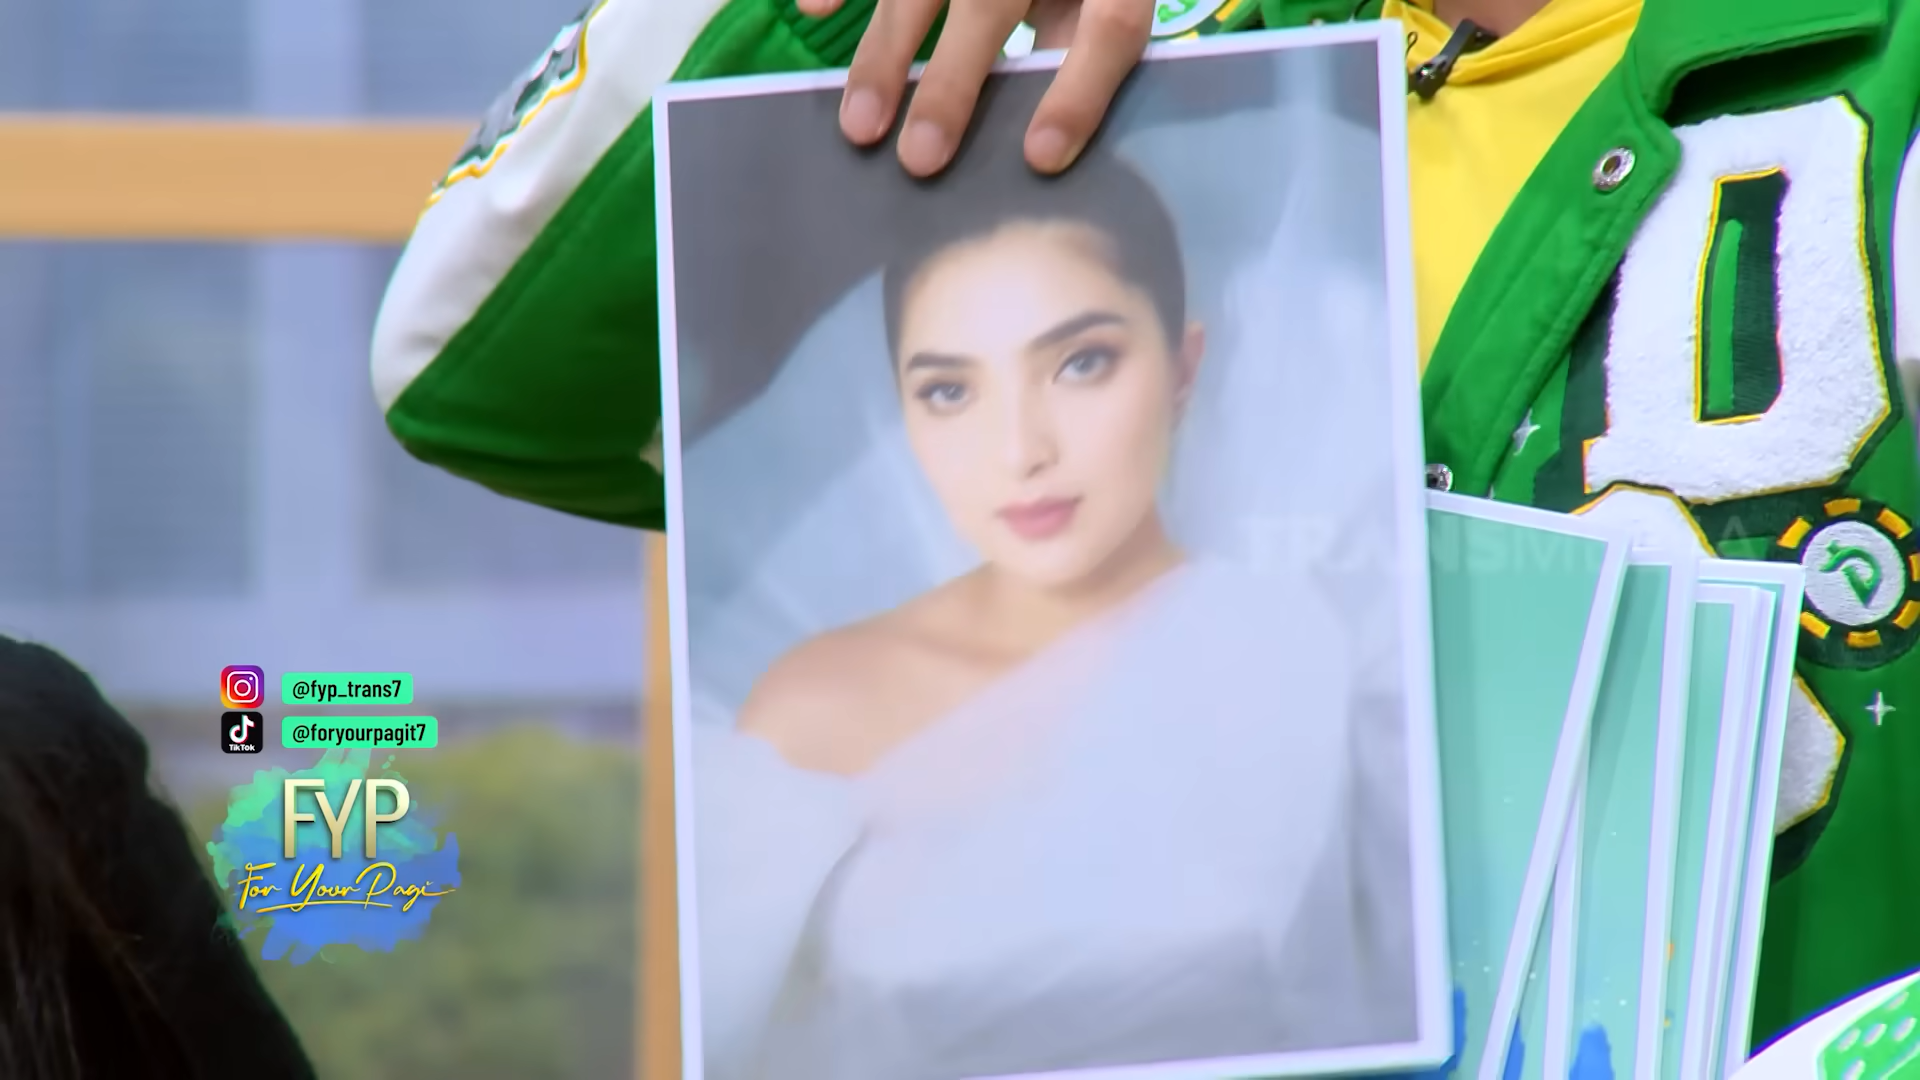 @fyp_trans7
TikTok
@foryourpagit7
FYP
For Your Pagi
D